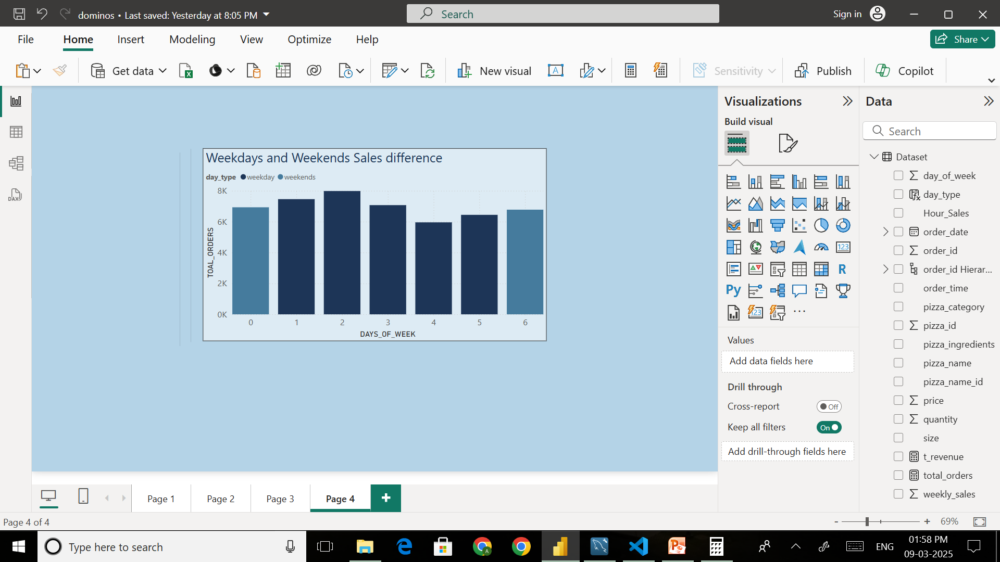 dominos • Last saved: Yesterday at 8:05 PM
Search
Sign in
File
Home
Insert
Modeling
View
Optimize
Help
Share
Get data
New visual
Sensitivity
Publish
Copilot
DAX
Weekdays and Weekends Sales difference
day_type weekday weekends
TOAL_ORDERS
8K
6K
4K
2K
0K
0 1 2 3 4 5 6
DAYS_OF_WEEK
Visualizations
Build visual
123
R
Py
123
Values
Add data fields here
Drill through
Cross-report
Off
Keep all filters
On
Add drill-through fields here
Data
Search
Dataset
day_of_week
day_type
Hour_Sales
order_date
order_id
order_id Hierar...
order_time
pizza_category
pizza_id
pizza_ingredients
pizza_name
pizza_name_id
price
quantity
size
t_revenue
total_orders
weekly_sales
Page 1
Page 2
Page 3
Page 4
Page 4 of 4
69%
Type here to search
ENG
01:58 PM
09-03-2025